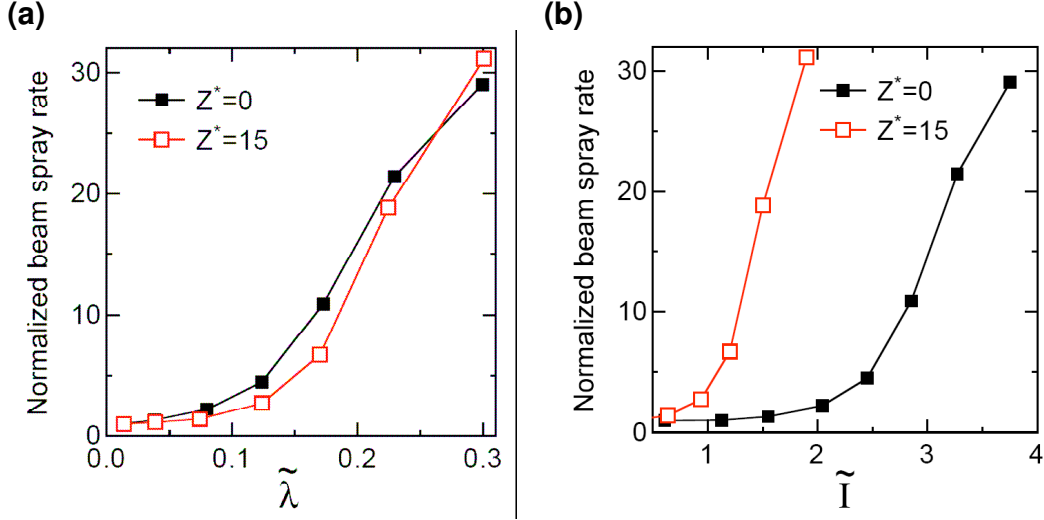 (a)
Normalized beam spray rate
30
20
10
0
Z*=0
Z*=15
0.0 0.1 0.2 0.3
λ̃
(b)
Normalized beam spray rate
30
20
10
0
Z*=0
Z*=15
1 2 3 4
Ĩ